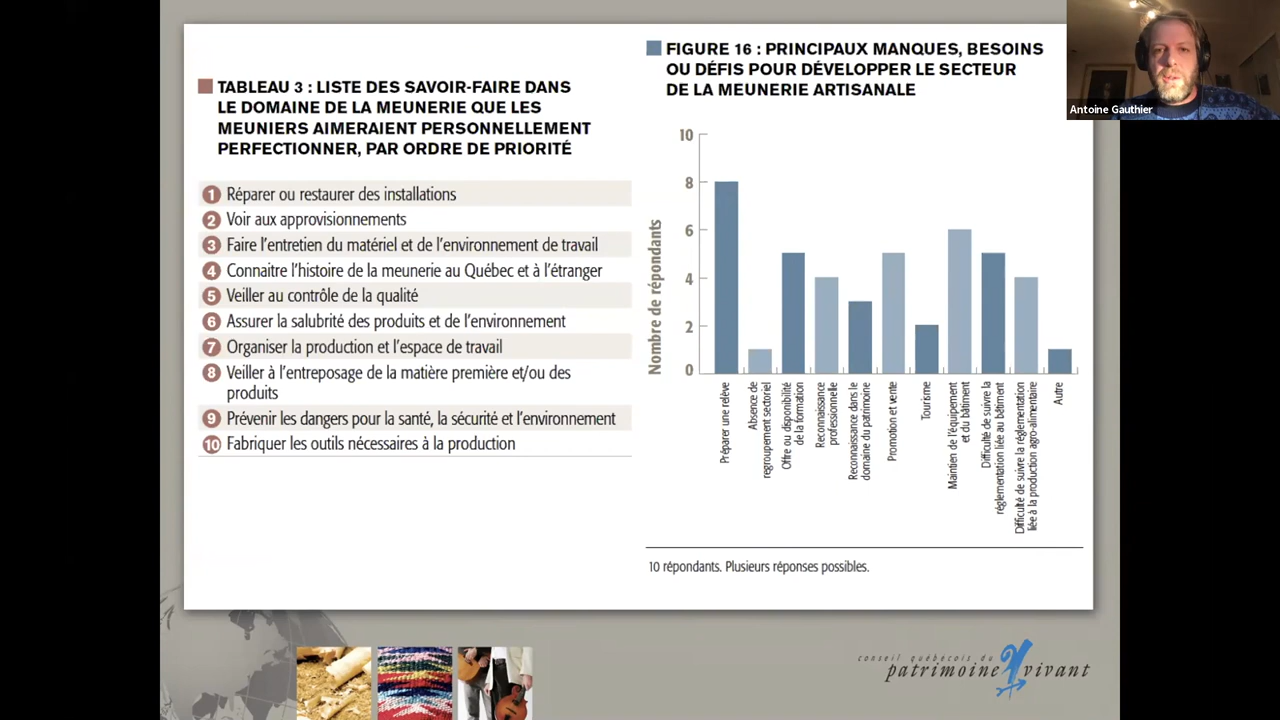 TABLEAU 3 : LISTE DES SAVOIR-FAIRE DANS
LE DOMAINE DE LA MEUNERIE QUE LES
MEUNIERS AIMERAIENT PERSONNELLEMENT
PERFECTIONNER, PAR ORDRE DE PRIORITÉ
1 Réparer ou restaurer des installations
2 Voir aux approvisionnements
3 Faire l'entretien du matériel et de l'environnement de travail
4 Connaitre l'histoire de la meunerie au Québec et à l'étranger
5 Veiller au contrôle de la qualité
6 Assurer la salubrité des produits et de l'environnement
7 Organiser la production et l'espace de travail
8 Veiller à l'entreposage de la matière première et/ou des
produits
9 Prévenir les dangers pour la santé, la sécurité et l'environnement
10 Fabriquer les outils nécessaires à la production
FIGURE 16 : PRINCIPAUX MANQUES, BESOINS
OU DÉFIS POUR DÉVELOPPER LE SECTEUR
DE LA MEUNERIE ARTISANALE
Nombre de répondants
10
8
6
4
2
0
Préparer une relève
Absence de
regroupement sectoriel
Offre ou disponibilité
de la formation
Reconnaissance
professionnelle
Reconnaissance dans le
domaine du patrimoine
Promotion et vente
Tourisme
Maintien de l'équipement
et du bâtiment
Difficulté de suivre la
réglementation liée au bâtiment
Difficulté de suivre la réglementation
liée à la production agro-alimentaire
Autre
10 répondants. Plusieurs réponses possibles.
Antoine Gauthier
conseil québécois du
patrimoine vivant